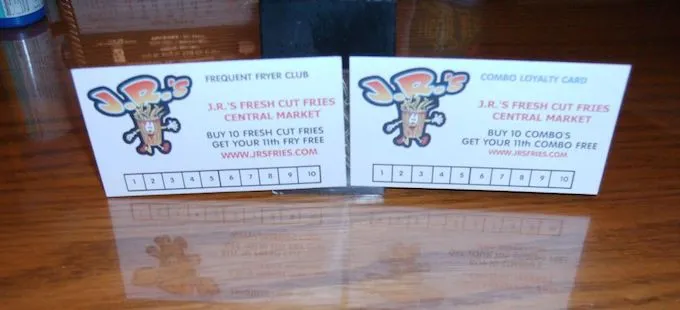 J.R.'S
FREQUENT FRYER CLUB
J.R.'S FRESH CUT FRIES
CENTRAL MARKET
BUY 10 FRESH CUT FRIES
GET YOUR 11th FRY FREE
WWW.JRSFRIES.COM
1 2 3 4 5 6 7 8 9 10
J.R.'S
COMBO LOYALTY CARD
J.R.'S FRESH CUT FRIES
CENTRAL MARKET
BUY 10 COMBO'S
GET YOUR 11th COMBO FREE
WWW.JRSFRIES.COM
1 2 3 4 5 6 7 8 9 10